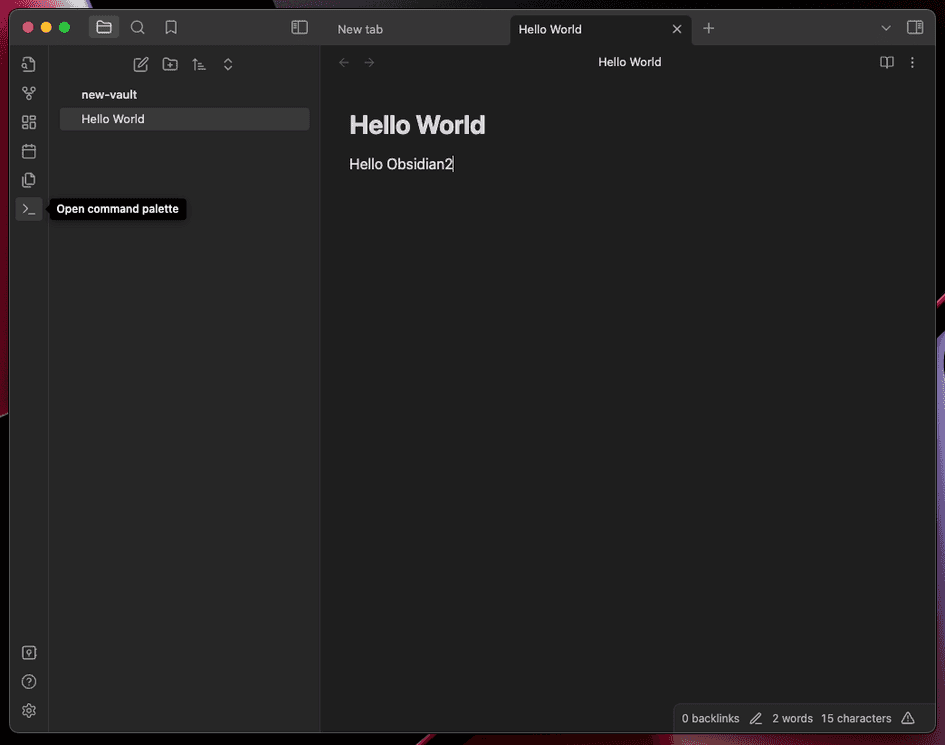 New tab
Hello World
Hello World
new-vault
Hello World
Hello World
Hello Obsidian2
Open command palette
0 backlinks 2 words 15 characters